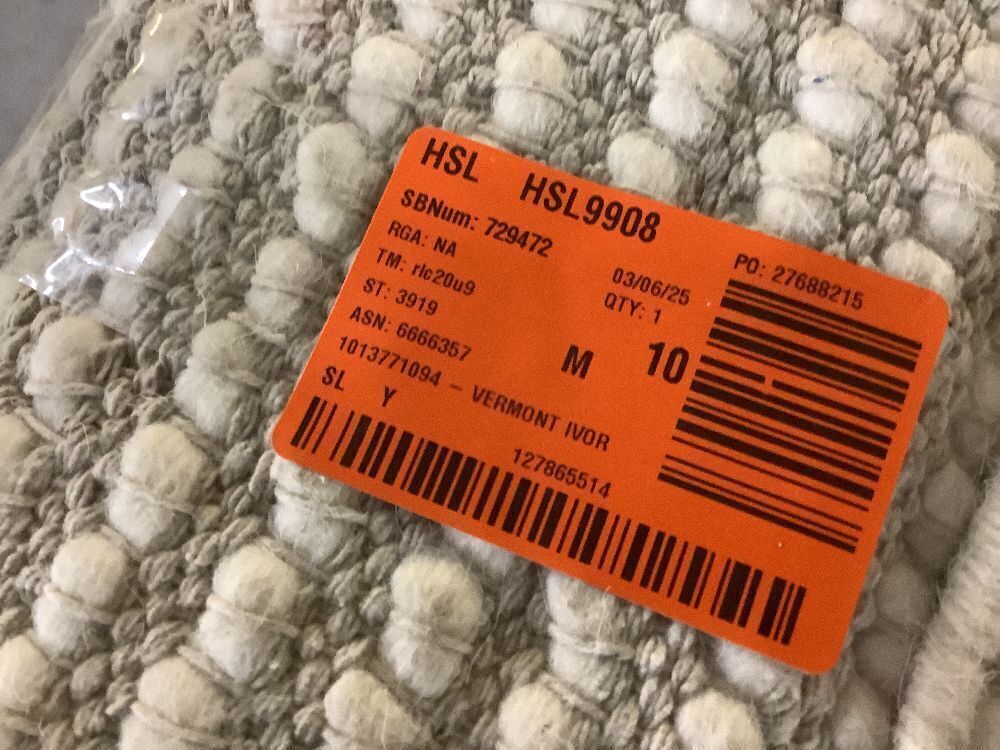 HSL HSL9908
SBNum: 729472
RGA: NA
03/06/25
PO: 27688215
TM: rlc20u9
QTY: 1
ST: 3919
ASN: 6666357
M 10
1013771094 – VERMONT IVOR
SL Y
127865514